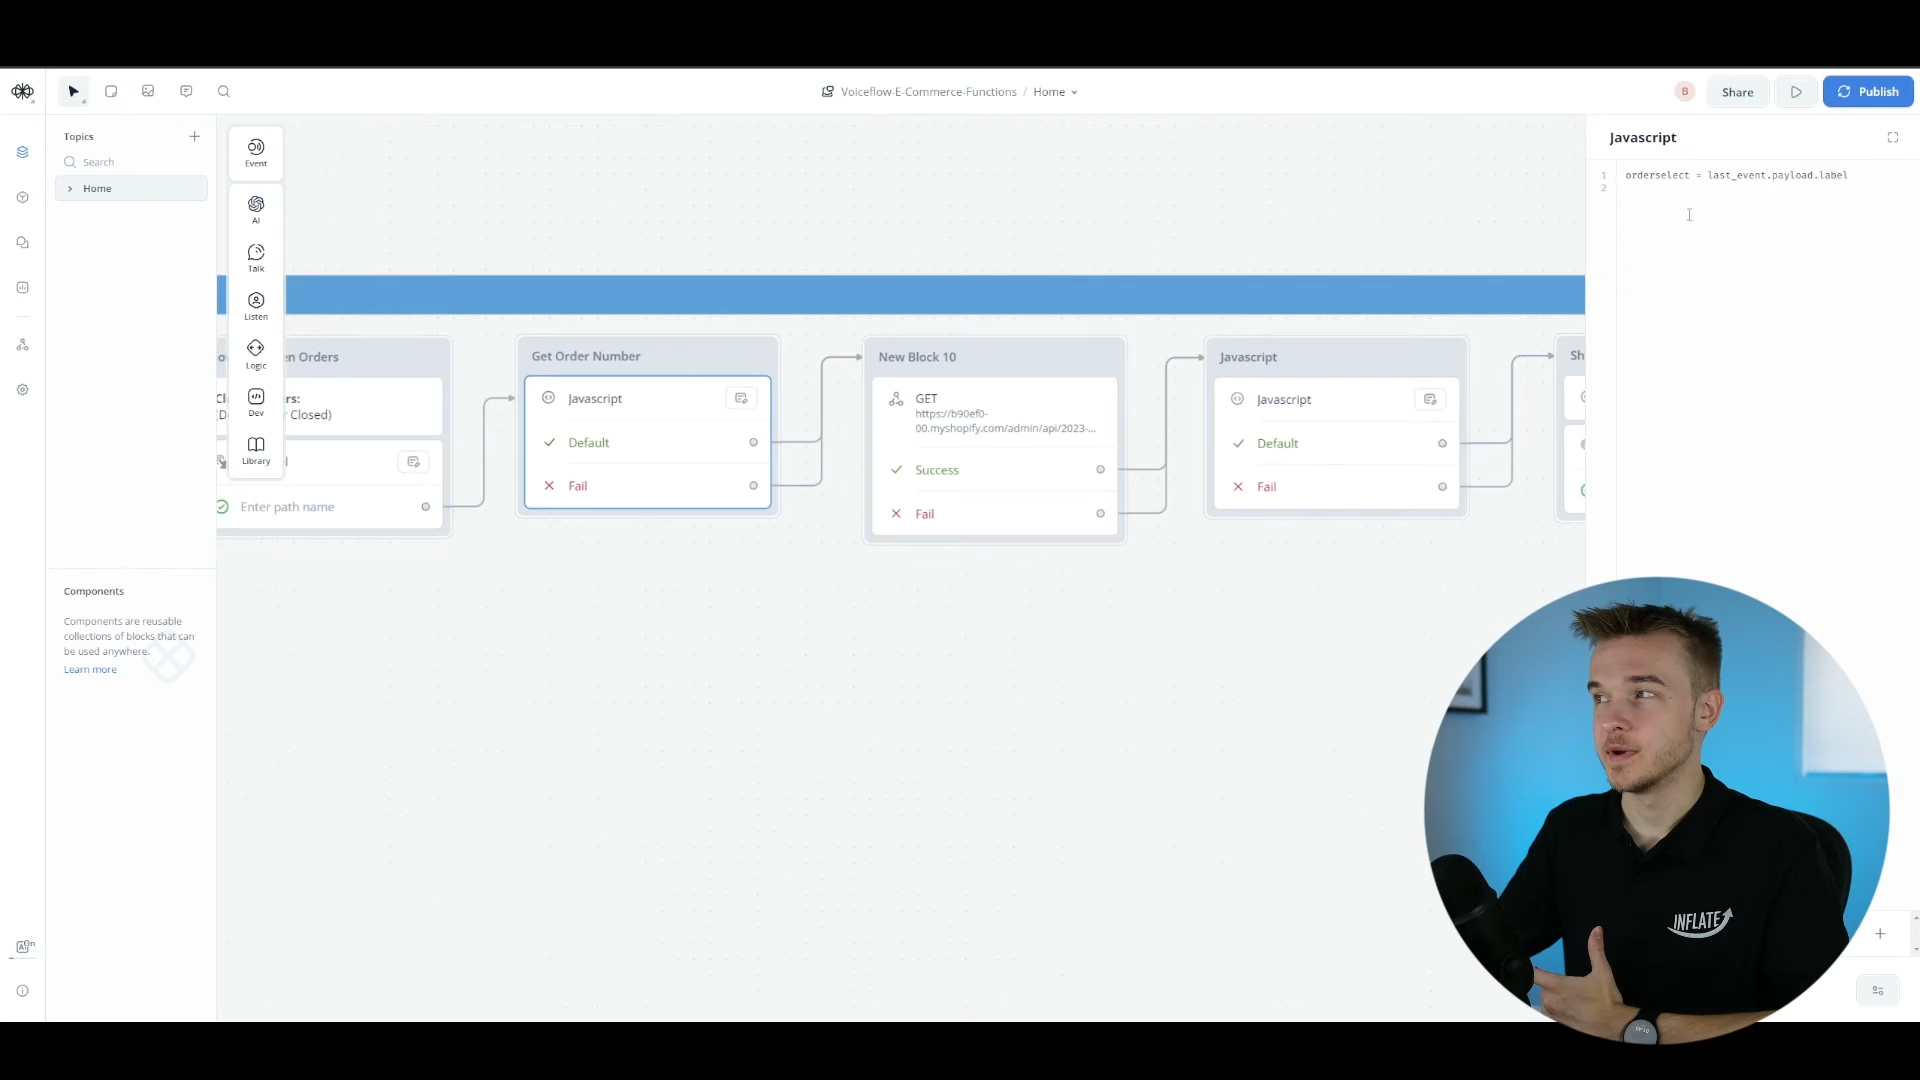 Voiceflow-E-Commerce-Functions / Home
B
Share
Publish
Topics
Search
Home
Event
AI
Talk
Listen
Logic
Dev
Library
Components
Components are reusable
collections of blocks that can
be used anywhere.
Learn more
n Orders
rs:
r Closed)
Enter path name
Get Order Number
Javascript
Default
Fail
New Block 10
GET
https://b90ef0-
00.myshopify.com/admin/api/2023-...
Success
Fail
Javascript
Javascript
Default
Fail
Sh
Javascript
1 orderselect = last_event.payload.label
2
INFLATE